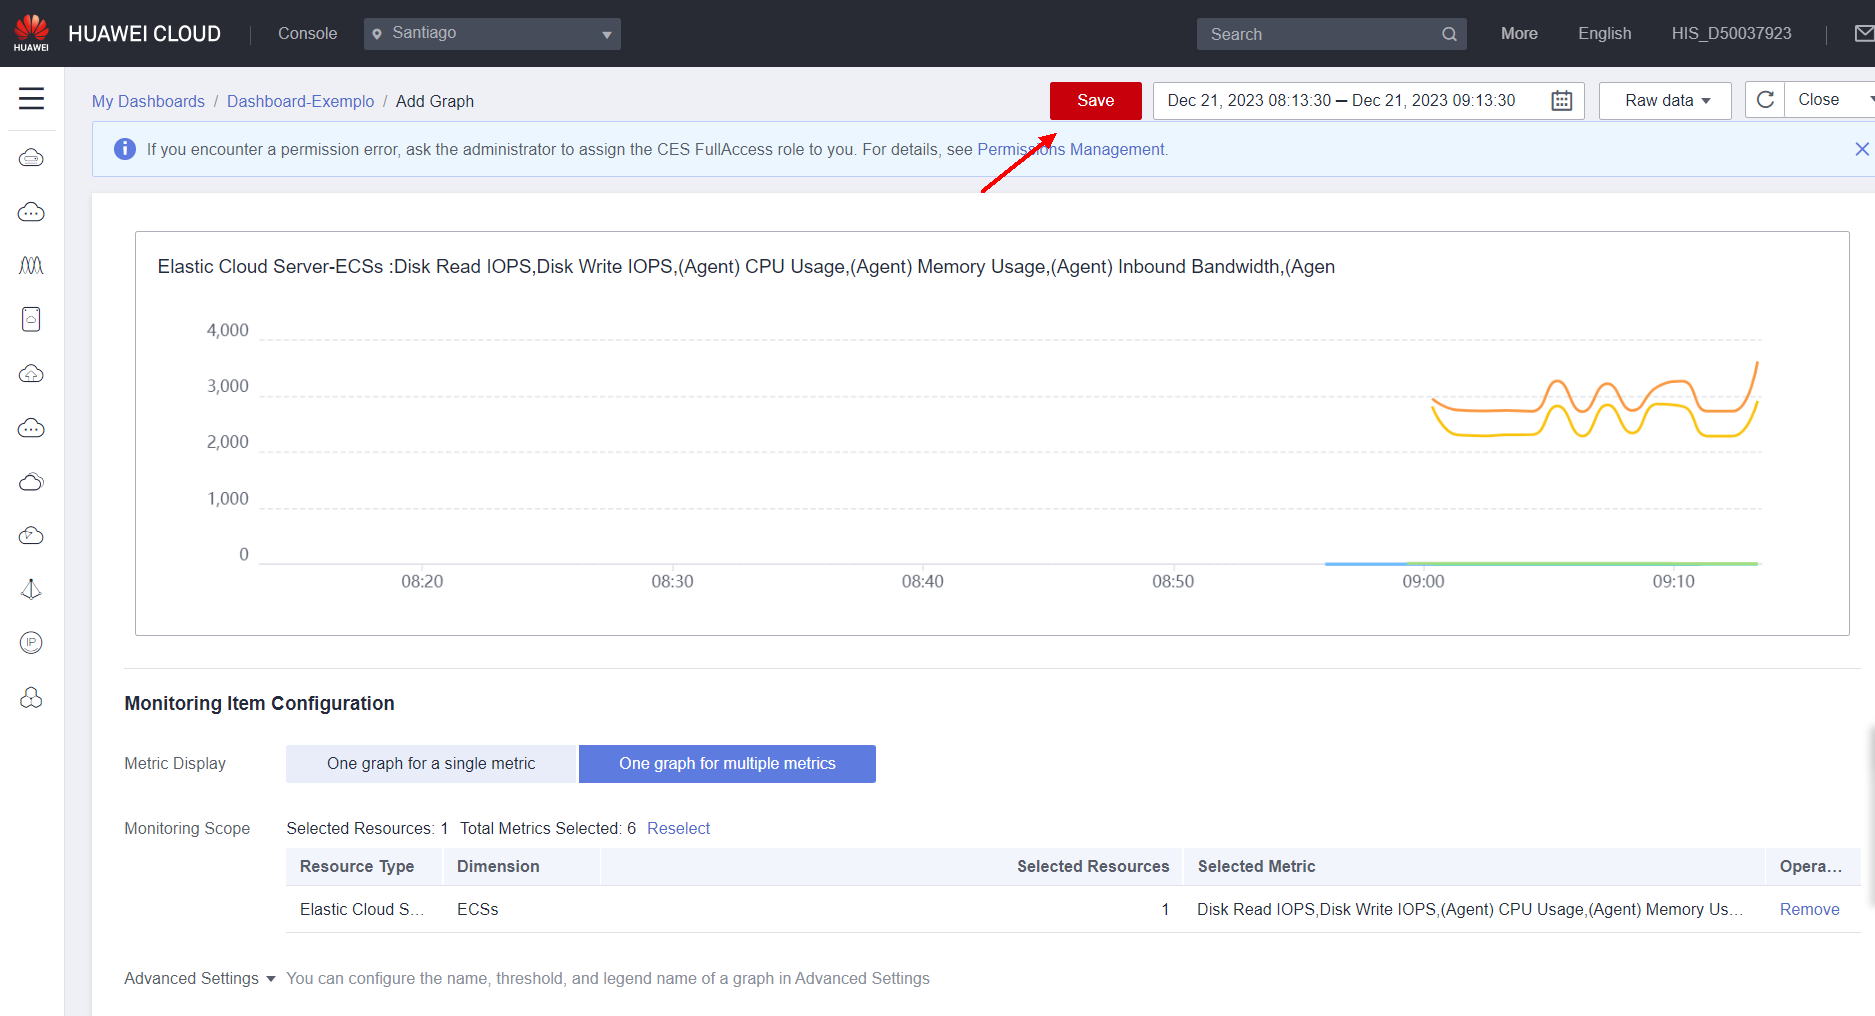 HUAWEI
HUAWEI CLOUD
Console
Santiago
Search
More
English
HIS_D50037923
My Dashboards / Dashboard-Exemplo / Add Graph
Save
Dec 21, 2023 08:13:30 — Dec 21, 2023 09:13:30
Raw data
Close
If you encounter a permission error, ask the administrator to assign the CES FullAccess role to you. For details, see Permissions Management.
Elastic Cloud Server-ECSs :Disk Read IOPS,Disk Write IOPS,(Agent) CPU Usage,(Agent) Memory Usage,(Agent) Inbound Bandwidth,(Agen
4,000
3,000
2,000
1,000
0
08:20 08:30 08:40 08:50 09:00 09:10
Monitoring Item Configuration
Metric Display
One graph for a single metric
One graph for multiple metrics
Monitoring Scope
Selected Resources: 1 Total Metrics Selected: 6 Reselect
Resource Type Dimension Selected Resources Selected Metric Opera...
Elastic Cloud S... ECSs 1 Disk Read IOPS,Disk Write IOPS,(Agent) CPU Usage,(Agent) Memory Us... Remove
IP
Advanced Settings You can configure the name, threshold, and legend name of a graph in Advanced Settings